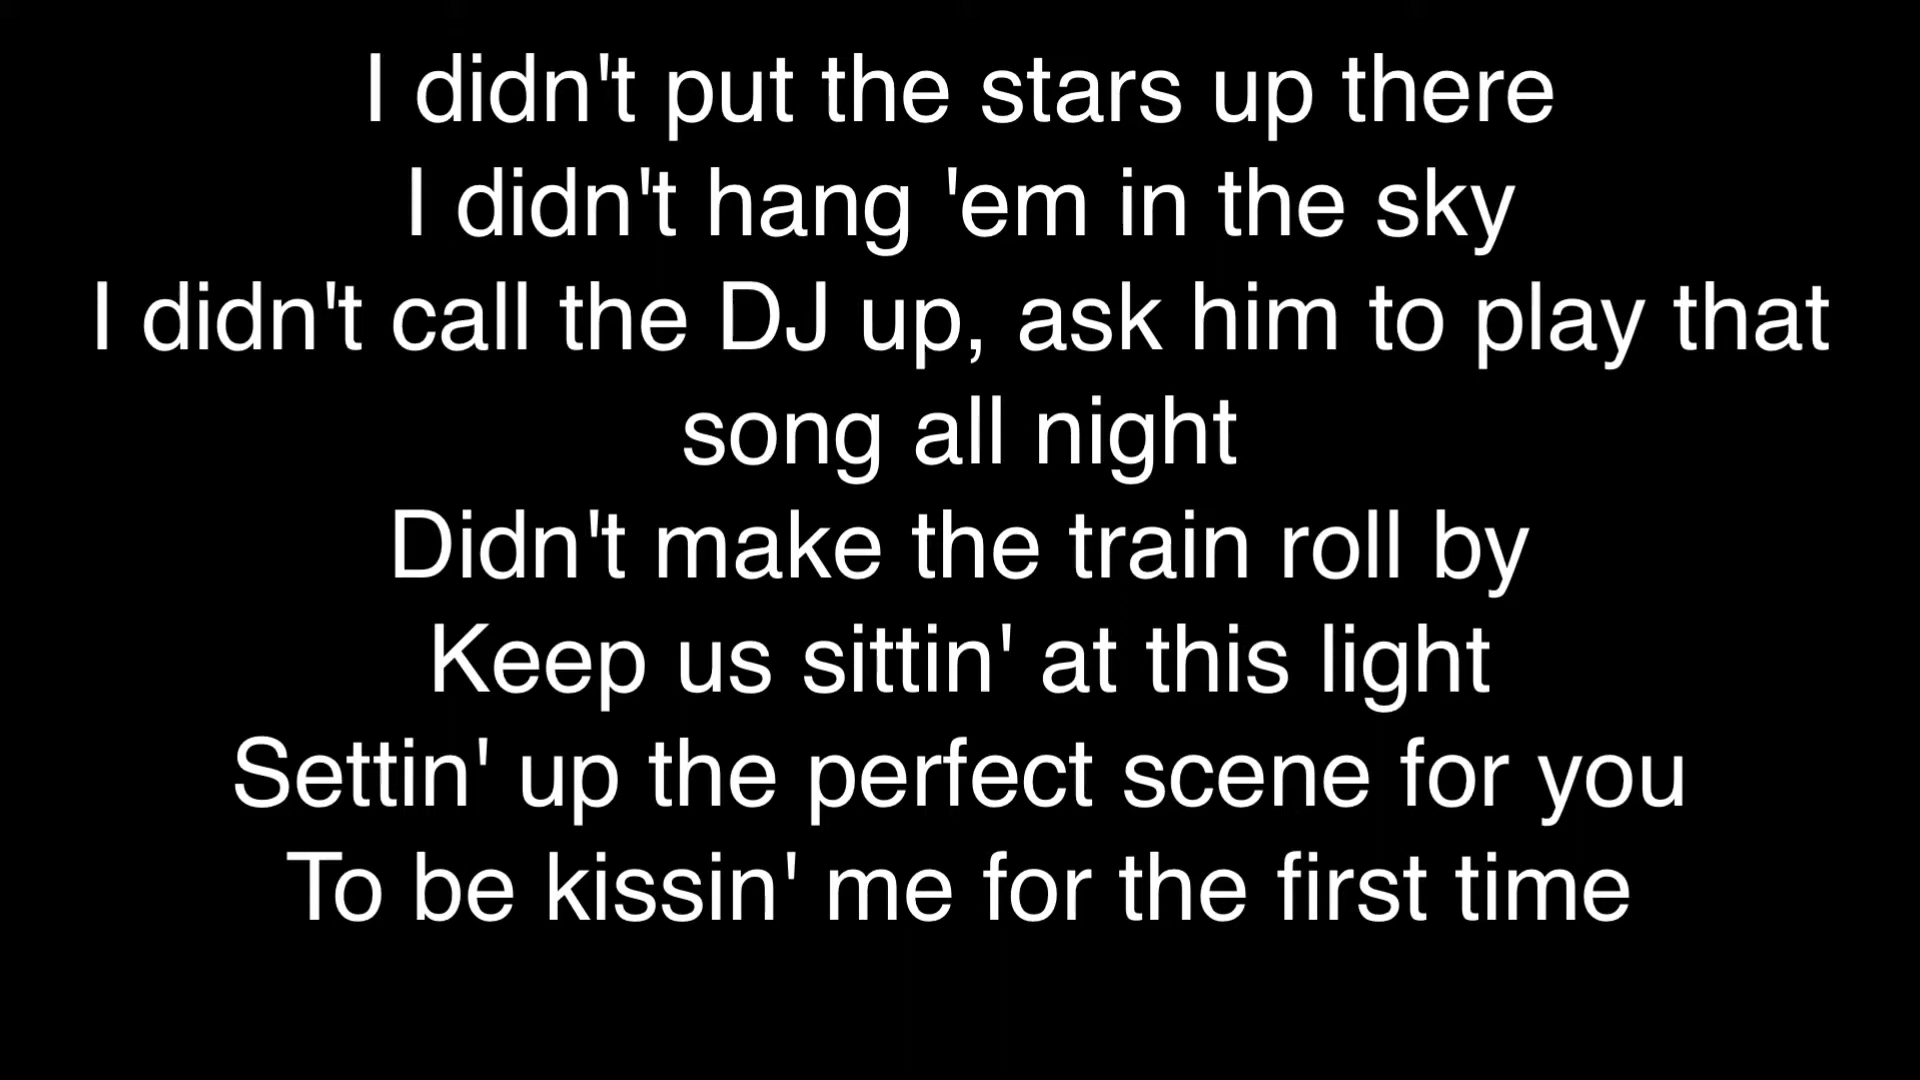 I didn't put the stars up there
I didn't hang 'em in the sky
I didn't call the DJ up, ask him to play that
song all night
Didn't make the train roll by
Keep us sittin' at this light
Settin' up the perfect scene for you
To be kissin' me for the first time